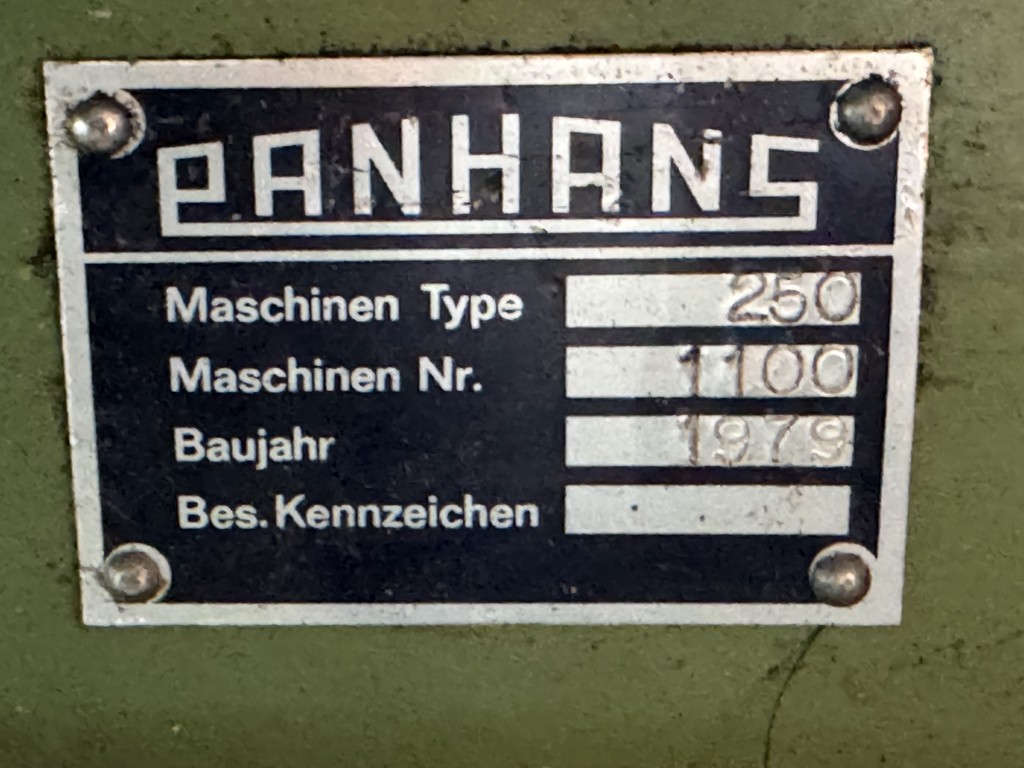 PANHANS
Maschinen Type 250
Maschinen Nr. 1100
Baujahr 1979
Bes. Kennzeichen